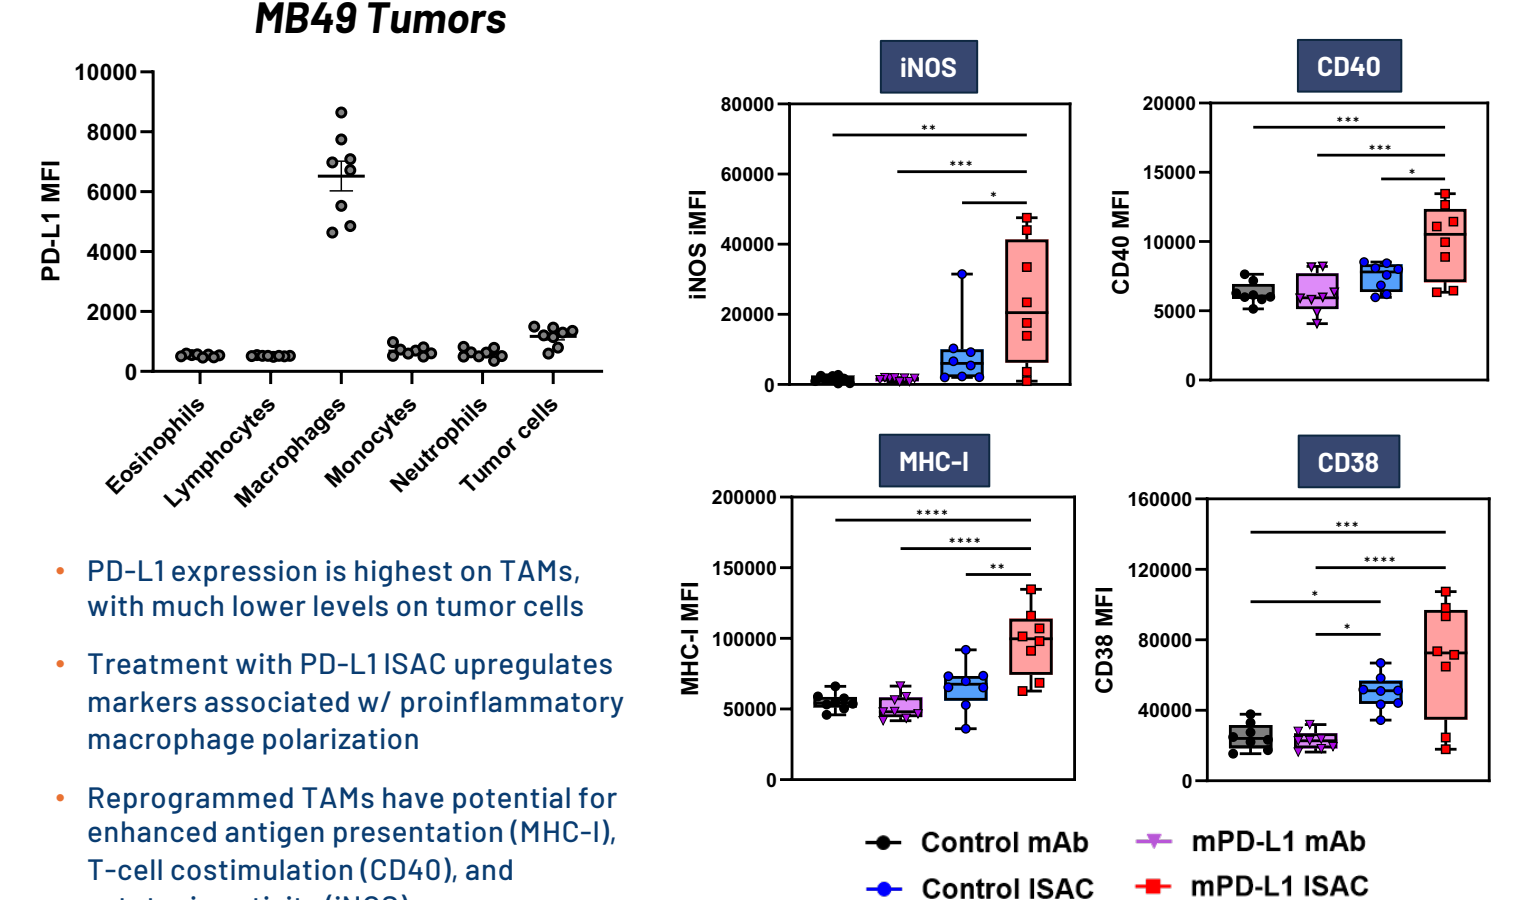 MB49 Tumors
PD-L1 MFI
10000
8000
6000
4000
2000
0
Eosinophils
Lymphocytes
Macrophages
Monocytes
Neutrophils
Tumor cells
• PD-L1 expression is highest on TAMs,
with much lower levels on tumor cells
• Treatment with PD-L1 ISAC upregulates
markers associated w/ proinflammatory
macrophage polarization
• Reprogrammed TAMs have potential for
enhanced antigen presentation (MHC-I),
T-cell costimulation (CD40), and
iNOS
iNOS iMFI
80000
60000
40000
20000
0
**
***
*
CD40
CD40 MFI
20000
15000
10000
5000
0
***
***
*
MHC-I
MHC-I MFI
200000
150000
100000
50000
0
****
****
**
CD38
CD38 MFI
160000
120000
80000
40000
0
***
****
*
*
Control mAb
mPD-L1 mAb
Control ISAC
mPD-L1 ISAC